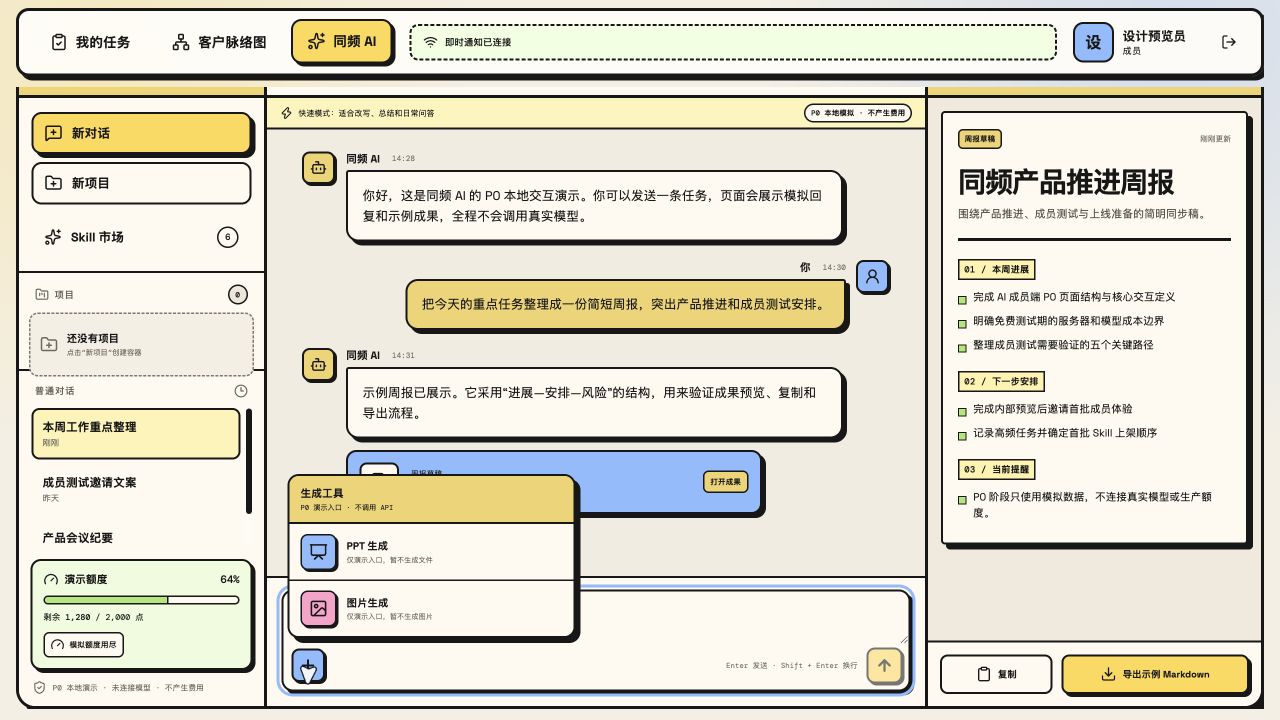 我的任务
客户脉络图
同频 AI
即时通知已连接
设
设计预览员
成员
新对话
新项目
Skill 市场
6
项目
0
还没有项目
点击“新项目”创建容器
普通对话
本周工作重点整理
刚刚
成员测试邀请文案
昨天
产品会议纪要
演示额度
64%
剩余 1,280 / 2,000 点
模拟额度用尽
P0 本地演示 · 未连接模型 · 不产生费用
快速模式：适合改写、总结和日常问答
P0 本地模拟 · 不产生费用
同频 AI 14:28
你好，这是同频 AI 的 P0 本地交互演示。你可以发送一条任务，页面会展示模拟回
复和示例成果，全程不会调用真实模型。
你 14:30
把今天的重点任务整理成一份简短周报，突出产品推进和成员测试安排。
同频 AI 14:31
示例周报已展示。它采用“进展—安排—风险”的结构，用来验证成果预览、复制和
导出流程。
周报草稿
打开成果
生成工具
P0 演示入口 · 不调用 API
PPT 生成
仅演示入口，暂不生成文件
图片生成
仅演示入口，暂不生成图片
Enter 发送 · Shift + Enter 换行
周报草稿
刚刚更新
同频产品推进周报
围绕产品推进、成员测试与上线准备的简明同步稿。
01 / 本周进展
完成 AI 成员端 P0 页面结构与核心交互定义
明确免费测试期的服务器和模型成本边界
整理成员测试需要验证的五个关键路径
02 / 下一步安排
完成内部预览后邀请首批成员体验
记录高频任务并确定首批 Skill 上架顺序
03 / 当前提醒
P0 阶段只使用模拟数据，不连接真实模型或生产额
度。
复制
导出示例 Markdown